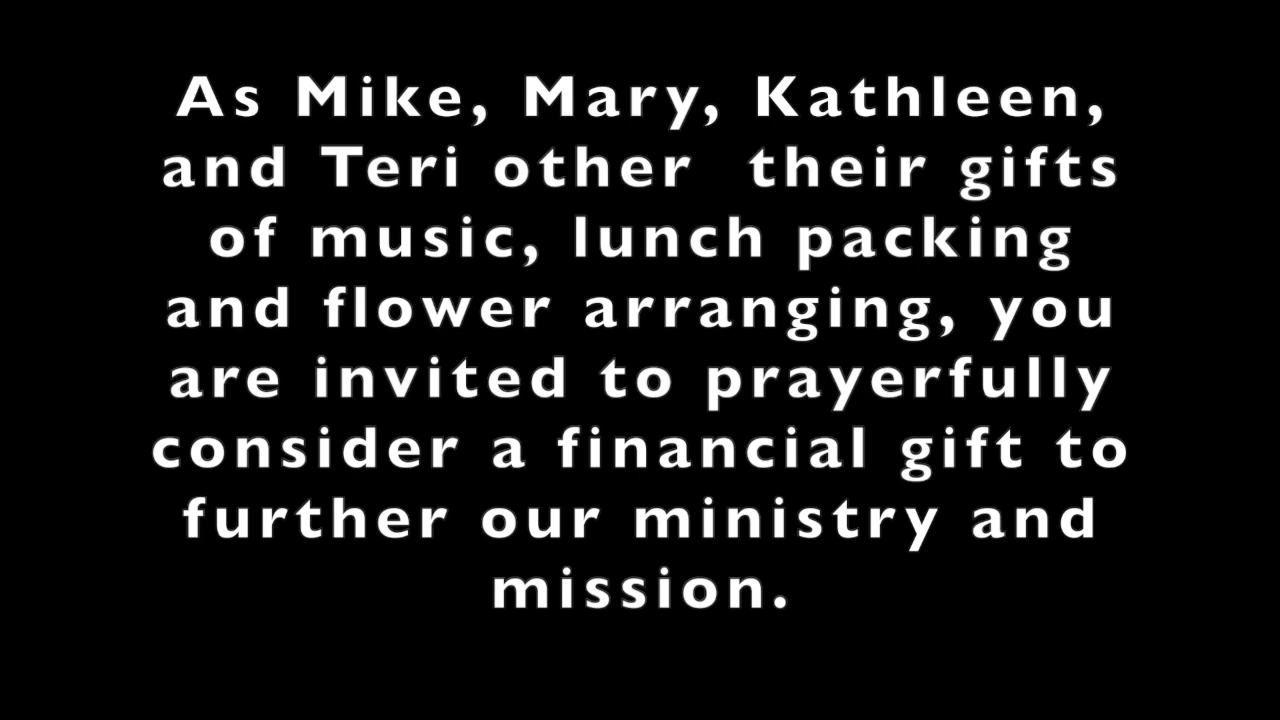 As Mike, Mary, Kathleen,
and Teri other  their gifts
of music, lunch packing
and flower arranging, you
are invited to prayerfully
consider a financial gift to
further our ministry and
mission.